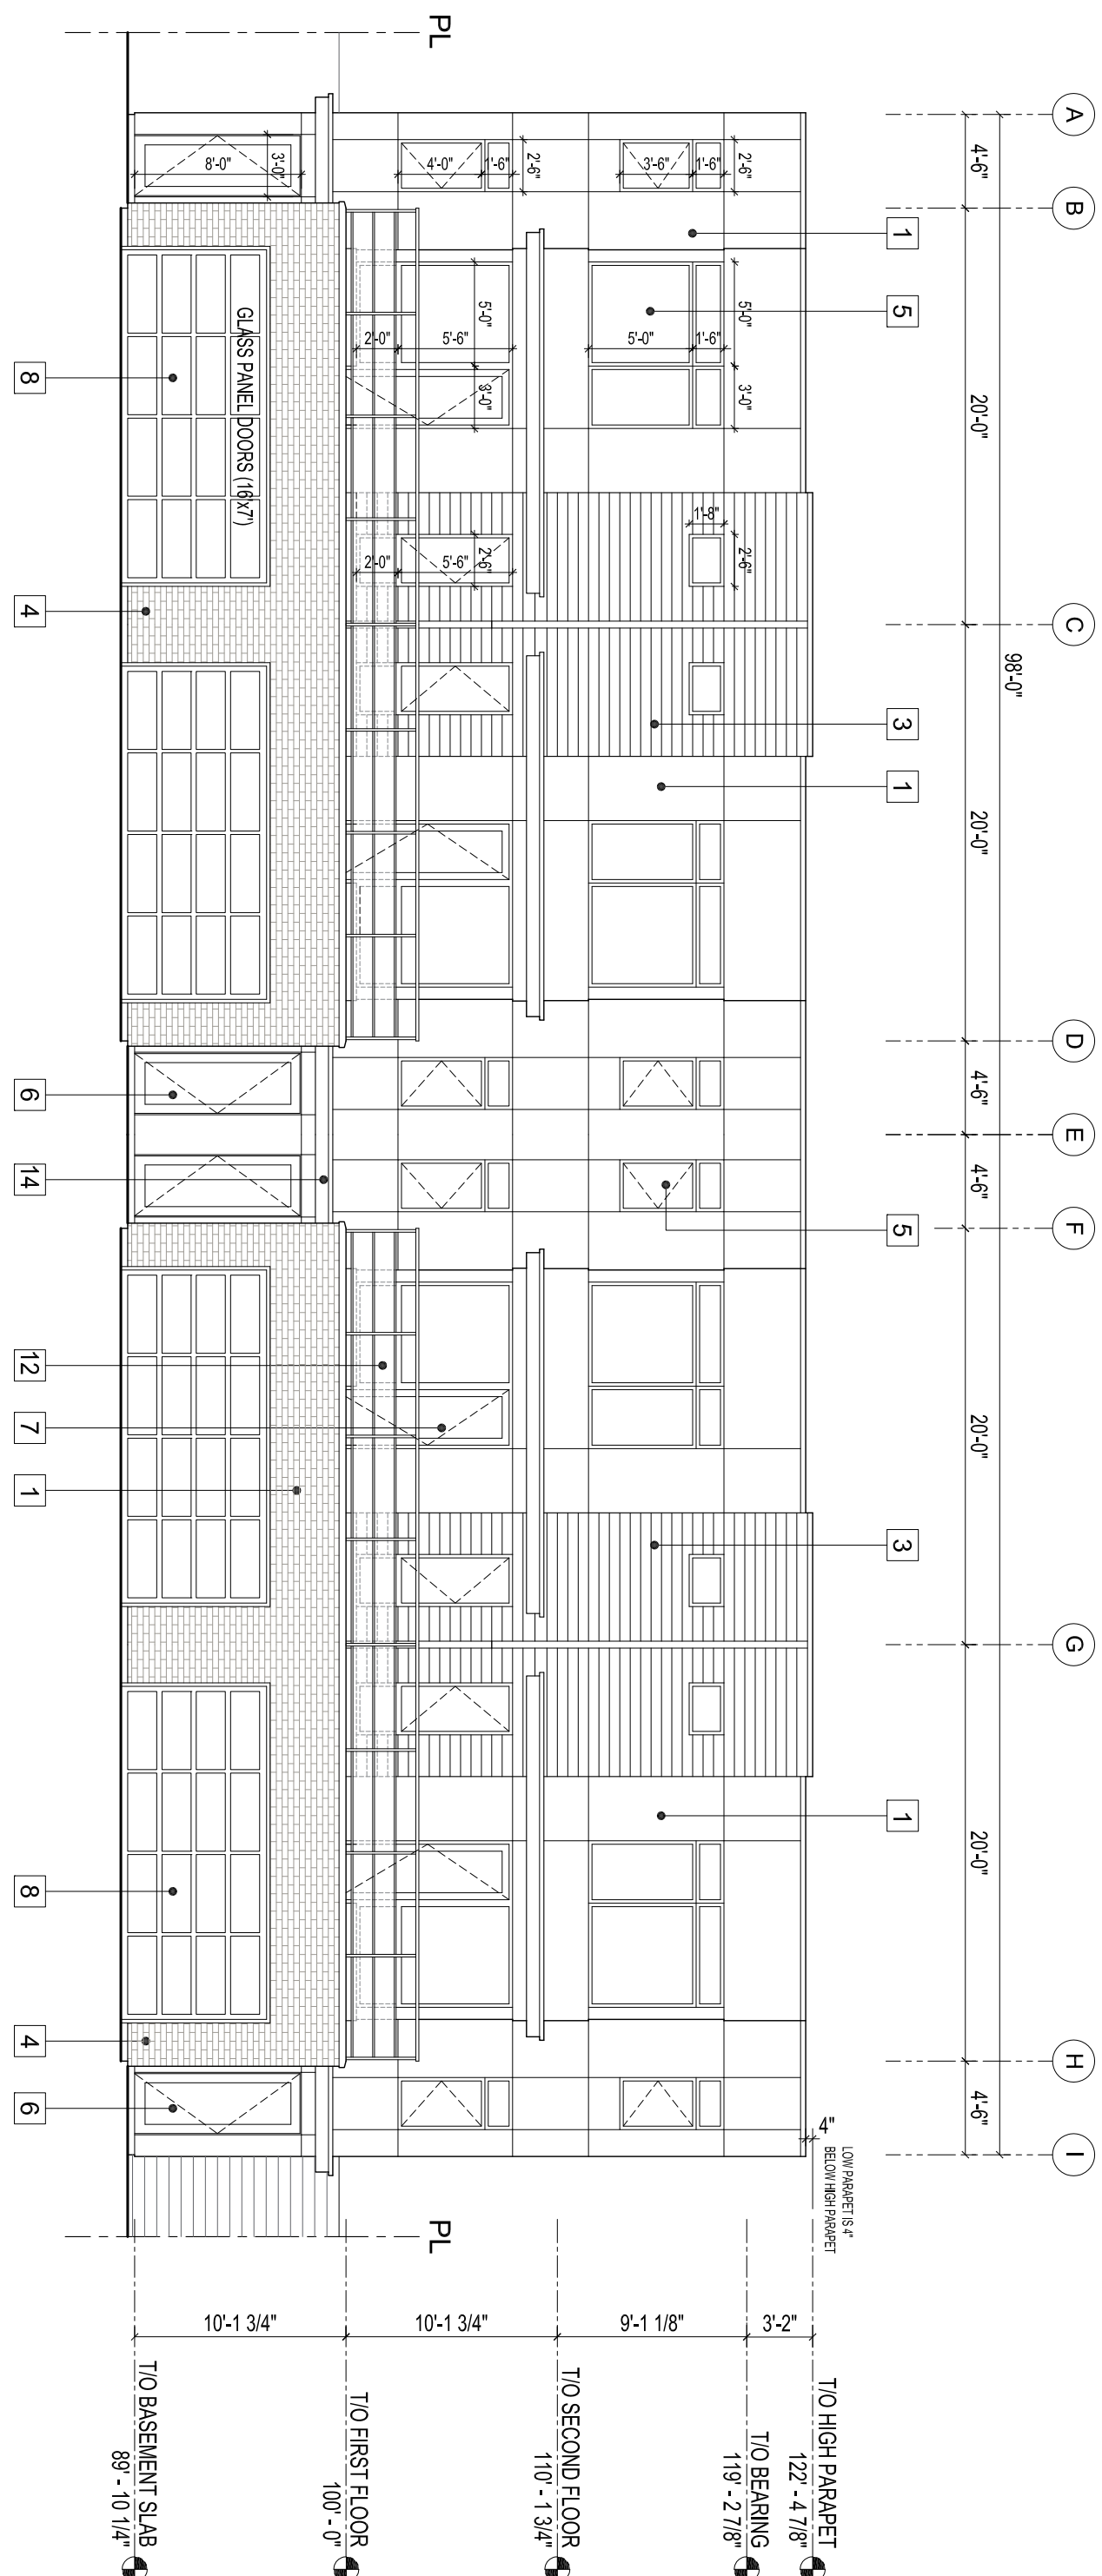 A
B
C
D
E
F
G
H
I
98'-0"
4'-6"
20'-0"
20'-0"
4'-6"
4'-6"
20'-0"
20'-0"
4'-6"
1
5
3
1
5
3
1
4"
LOW PARAPET IS 4"
BELOW HIGH PARAPET
2'-6"
1'-6"
3'-6"
5'-0"
1'-6"
5'-0"
3'-0"
1'-8"
2'-6"
2'-6"
1'-6"
4'-0"
5'-0"
5'-6"
2'-0"
3'-0"
2'-6"
5'-6"
2'-0"
3'-0"
8'-0"
GLASS PANEL DOORS (16'x7')
PL
PL
8
4
6
14
12
7
1
8
4
6
3'-2"
9'-1 1/8"
10'-1 3/4"
10'-1 3/4"
T/O HIGH PARAPET
122' - 4 7/8"
T/O BEARING
119' - 2 7/8"
T/O SECOND FLOOR
110' - 1 3/4"
T/O FIRST FLOOR
100' - 0"
T/O BASEMENT SLAB
89' - 10 1/4"